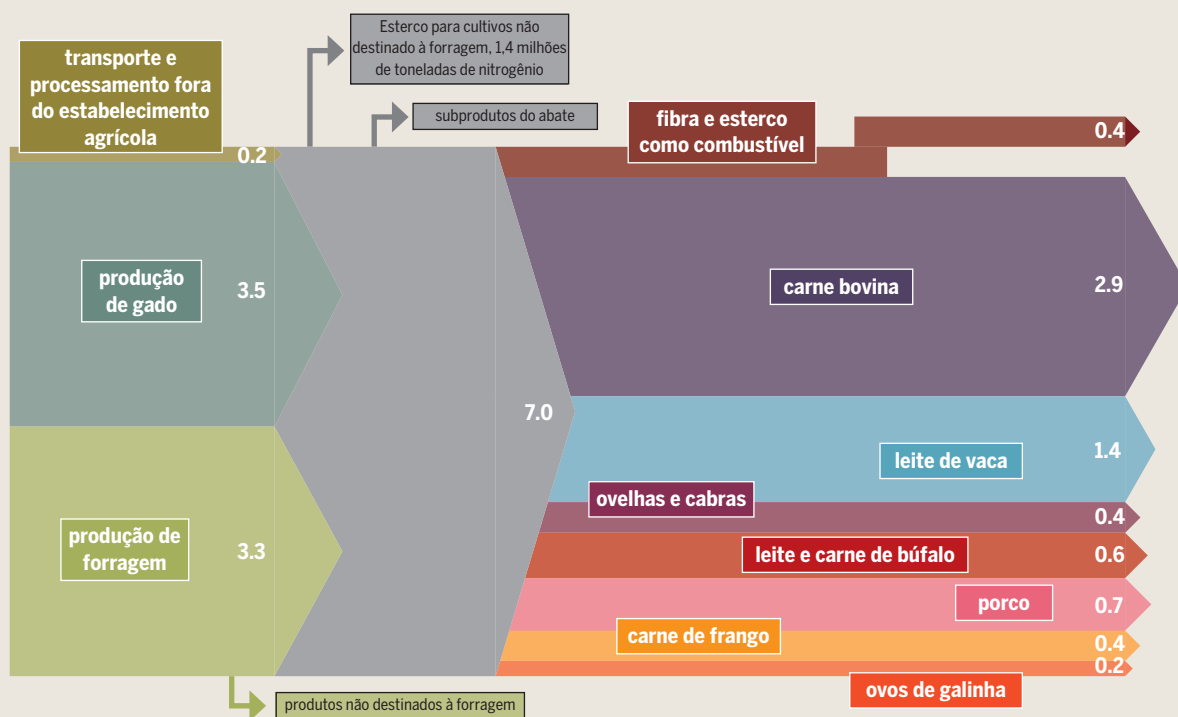 Esterco para cultivos não
destinado à forragem, 1,4 milhões
de toneladas de nitrogênio
transporte e
processamento fora
do estabelecimento
agrícola
subprodutos do abate
fibra e esterco
como combustível
0.4
0.2
produção
de gado
3.5
carne bovina
2.9
7.0
leite de vaca
1.4
ovelhas e cabras
0.4
produção de
forragem
3.3
leite e carne de búfalo
0.6
porco
0.7
carne de frango
0.4
0.2
ovos de galinha
produtos não destinados à forragem